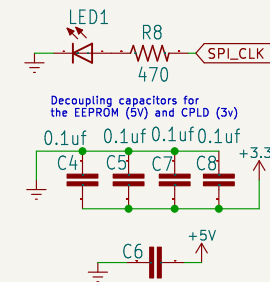 LED1
R8
470
SPI_CLK
Decoupling capacitors for
the EEPROM (5V) and CPLD (3v)
0.1uf 0.1uf 0.1uf 0.1uf
C4 C5 C7 C8
+3.3
+5V
C6